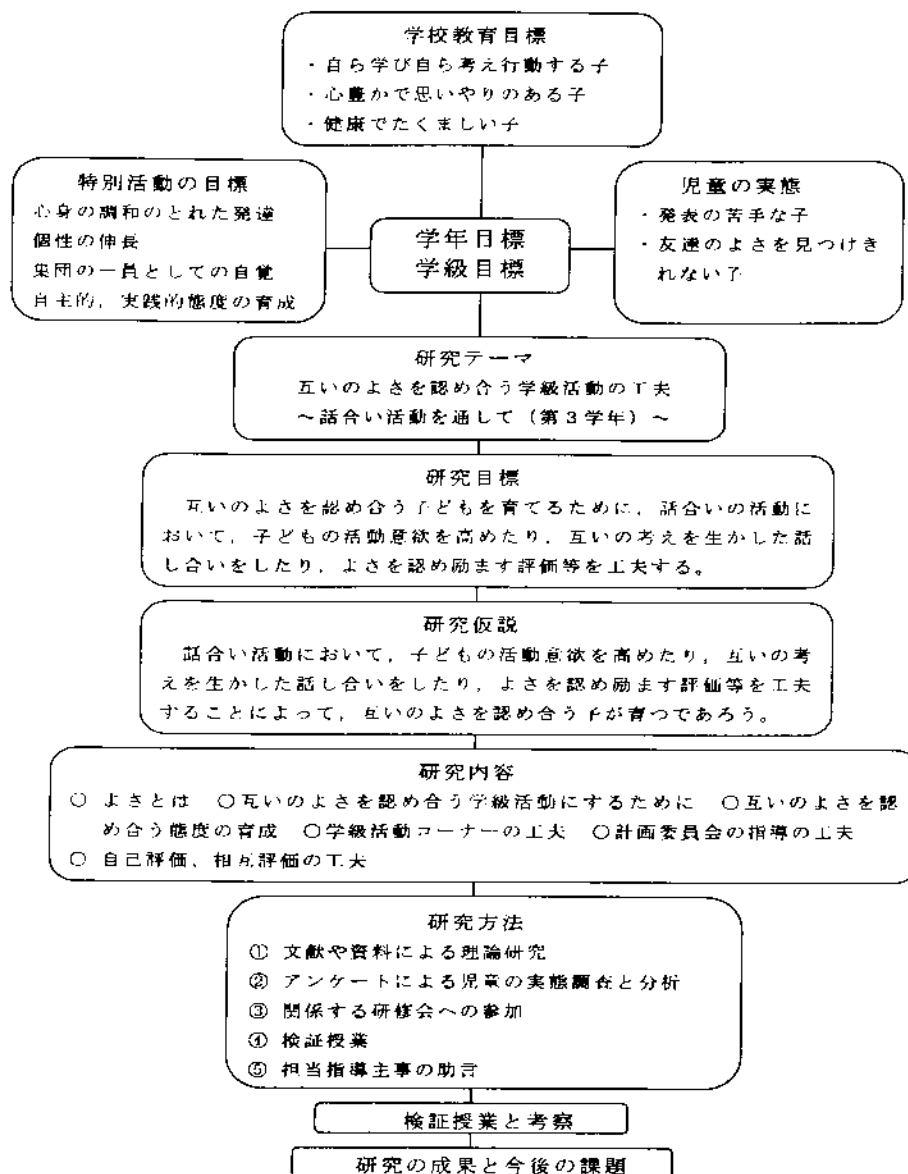 学校教育目標
・自ら学び自ら考え行動する子
・心豊かで思いやりのある子
・健康でたくましい子
特別活動の目標
心身の調和のとれた発達
個性の伸長
集団の一員としての自覚
自主的，実践的態度の育成
学年目標
学級目標
児童の実態
・発表の苦手な子
・友達のよさを見つけき
れない子
研究テーマ
互いのよさを認め合う学級活動の工夫
～話合い活動を通して（第３学年）～
研究目標
互いのよさを認め合う子どもを育てるために，話合いの活動に
おいて，子どもの活動意欲を高めたり，互いの考えを生かした話
し合いをしたり，よさを認め励ます評価等を工夫する。
研究仮説
話合い活動において，子どもの活動意欲を高めたり，互いの考
えを生かした話し合いをしたり，よさを認め励ます評価等を工夫
することによって，互いのよさを認め合う子が育つであろう。
研究内容
○ よさとは ○互いのよさを認め合う学級活動にするために ○互いのよさを認
め合う態度の育成 ○学級活動コーナーの工夫 ○計画委員会の指導の工夫
○ 自己評価、相互評価の工夫
研究方法
① 文献や資料による理論研究
② アンケートによる児童の実態調査と分析
③ 関係する研修会への参加
④ 検証授業
⑤ 担当指導主事の助言
検証授業と考察
研究の成果と今後の課題